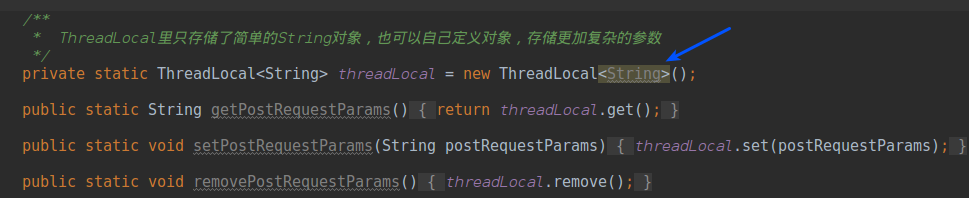 /**
 *  ThreadLocal里只存储了简单的String对象，也可以自己定义对象，存储更加复杂的参数
 */
private static ThreadLocal<String> threadLocal = new ThreadLocal<String>();
public static String getPostRequestParams() { return threadLocal.get(); }
public static void setPostRequestParams(String postRequestParams) { threadLocal.set(postRequestParams); }
public static void removePostRequestParams() { threadLocal.remove(); }